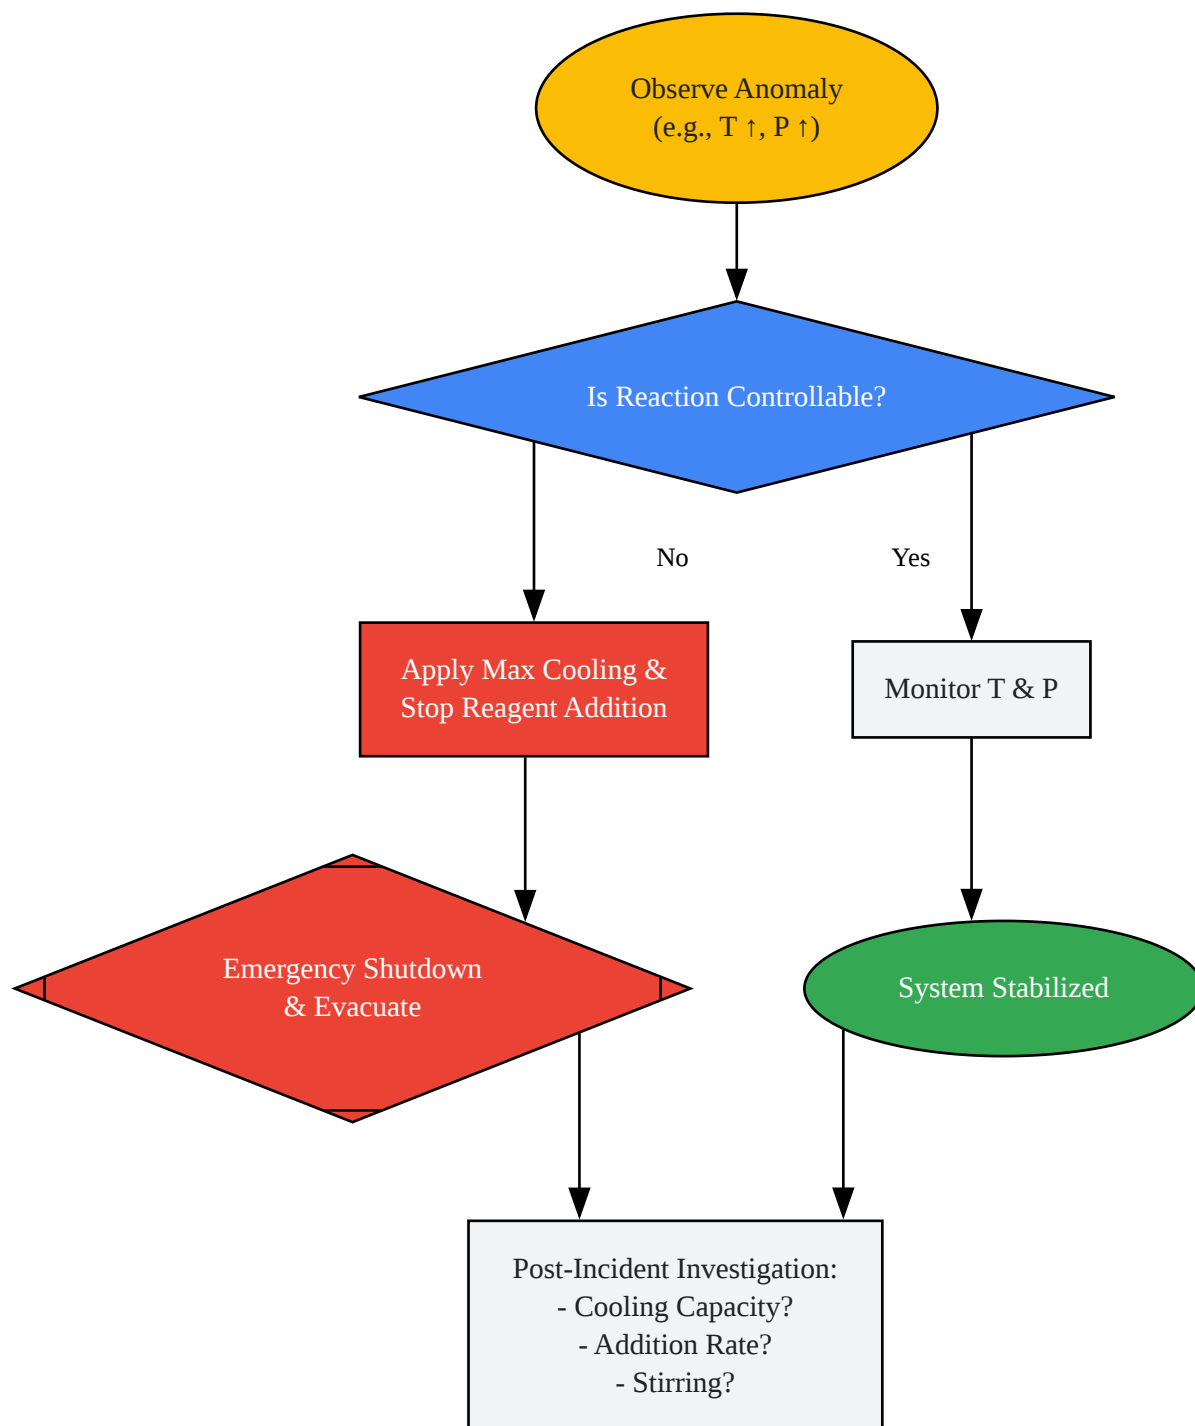 Observe Anomaly
(e.g., T ↑, P ↑)
Is Reaction Controllable?
No
Yes
Apply Max Cooling &
Stop Reagent Addition
Monitor T & P
Emergency Shutdown
& Evacuate
System Stabilized
Post-Incident Investigation:
- Cooling Capacity?
- Addition Rate?
- Stirring?